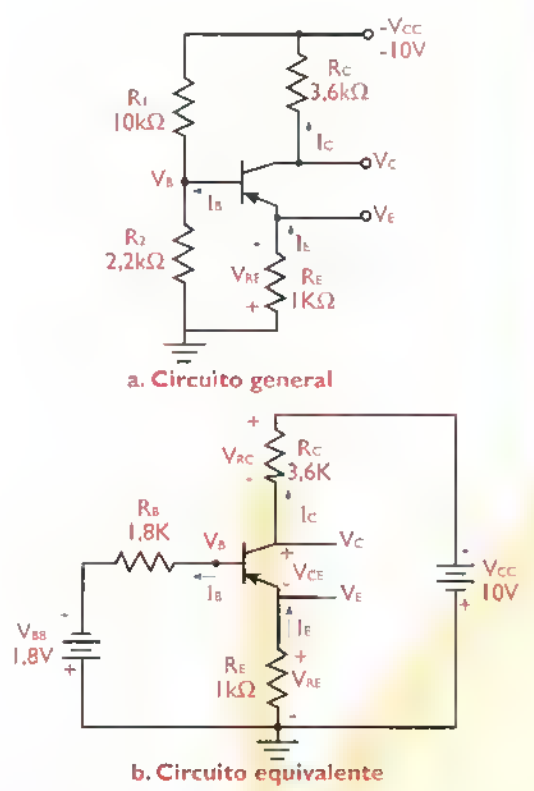 -VCC
-10V
RC
3,6kΩ
R1
10kΩ
IC
VC
VB
IB
VE
R2
2,2kΩ
IE
-
VRE
RE
+
1KΩ
a. Circuito general
+
VRC
RC
3,6K
-
IC
RB
1,8K
VB
VC
+
VCE
-
IB
VE
-
VCC
10V
+
-
VBB
1,8V
+
IE
RE
1kΩ
+
VRE
-
b. Circuito equivalente